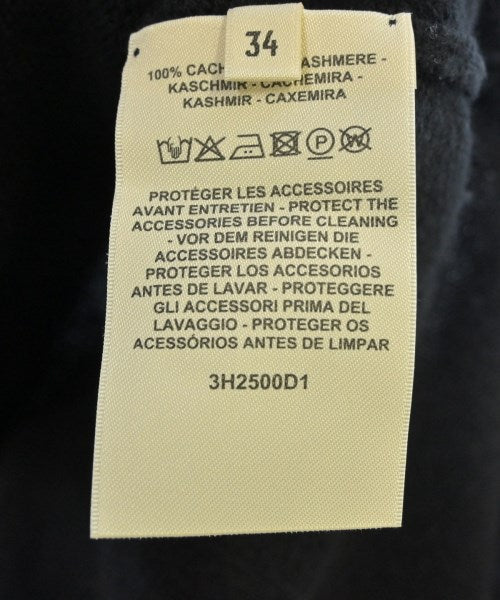 34
100% CACH ASHMERE -
KASCHMIR - CACHEMIRA -
KASHMIR - CAXEMIRA
P W
PROTÉGER LES ACCESSOIRES
AVANT ENTRETIEN - PROTECT THE
ACCESSORIES BEFORE CLEANING
- VOR DEM REINIGEN DIE
ACCESSOIRES ABDECKEN -
PROTEGER LOS ACCESORIOS
ANTES DE LAVAR - PROTEGGERE
GLI ACCESSORI PRIMA DEL
LAVAGGIO - PROTEGER OS
ACESSÓRIOS ANTES DE LIMPAR
3H2500D1